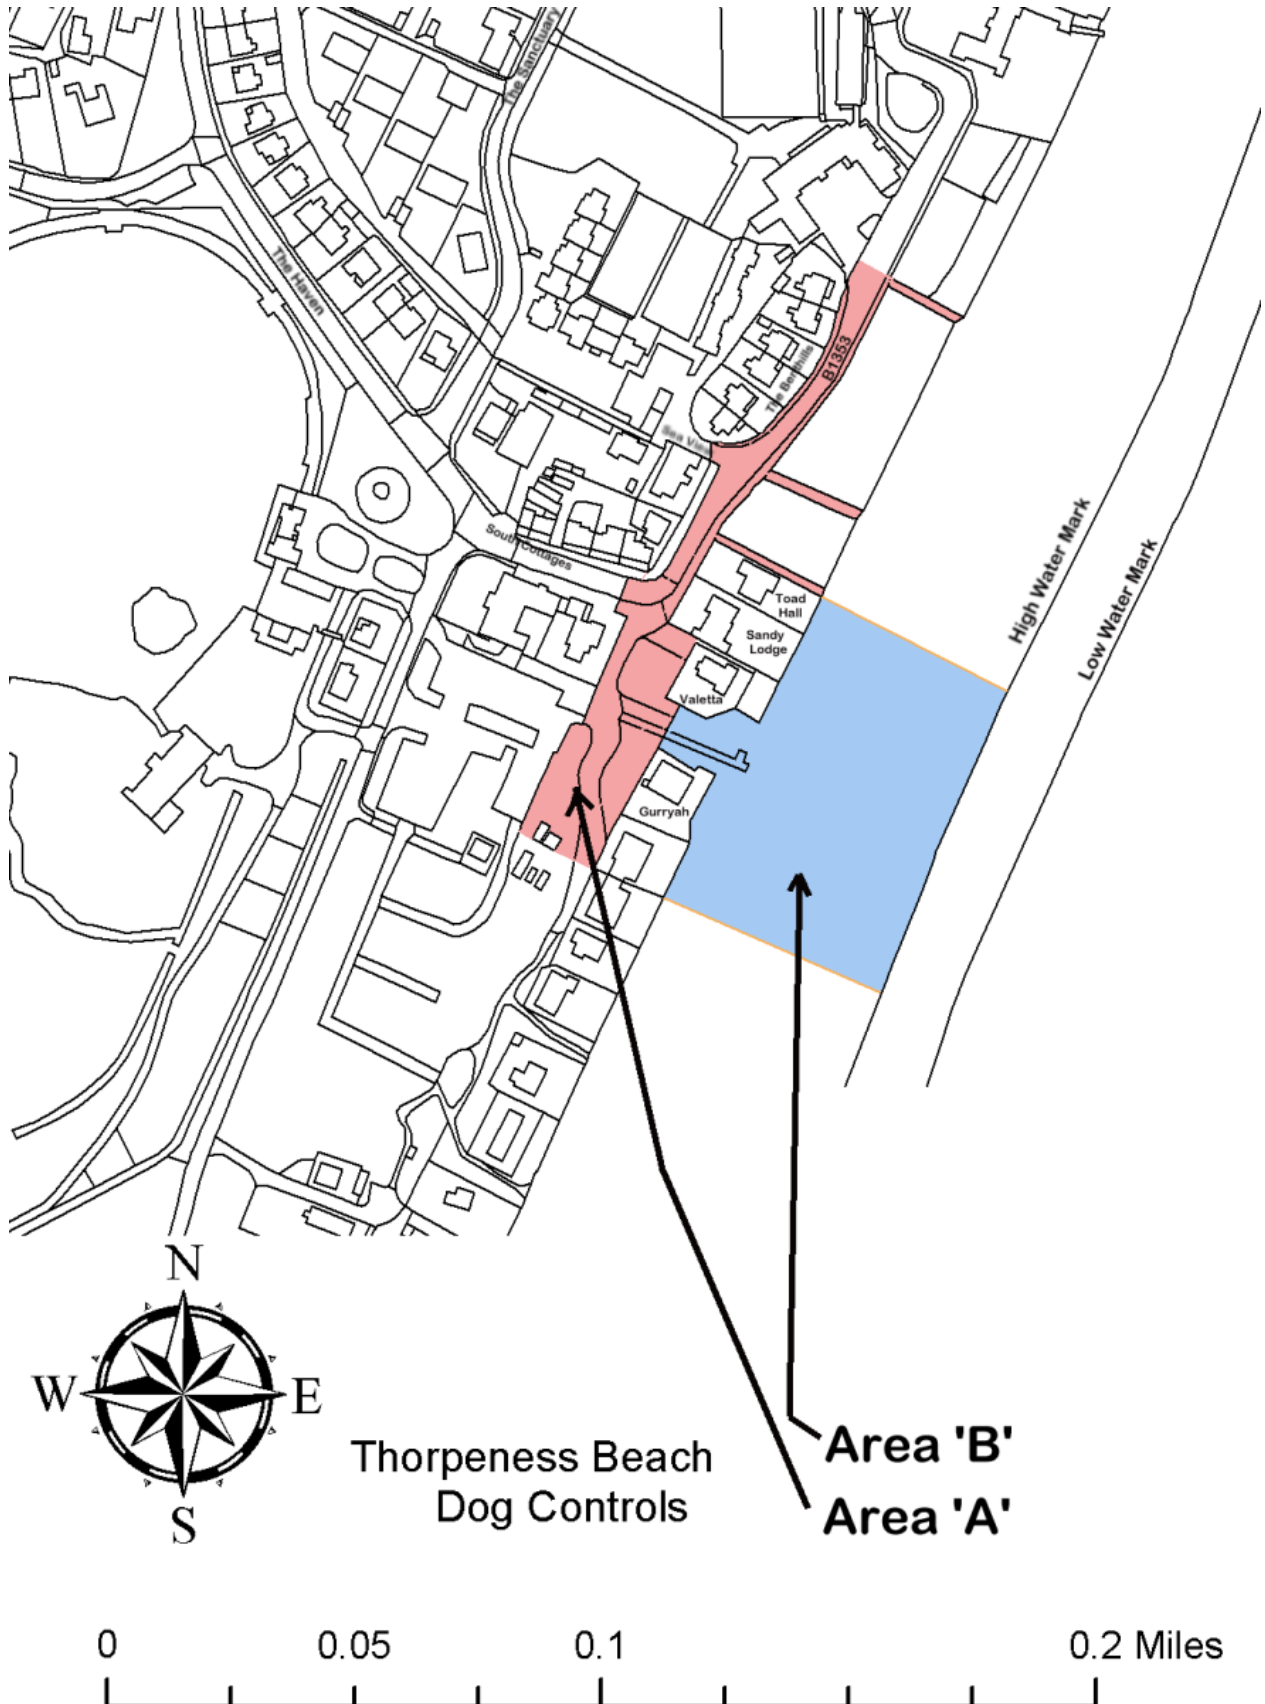 The Sanctuary
The Haven
B1353
The Benthills
Sea View
South Cottages
High Water Mark
Low Water Mark
Toad
Hall
Sandy
Lodge
Valetta
Gurryah
N
W
E
S
Thorpeness Beach
Dog Controls
Area 'B'
Area 'A'
0
0.05
0.1
0.2 Miles